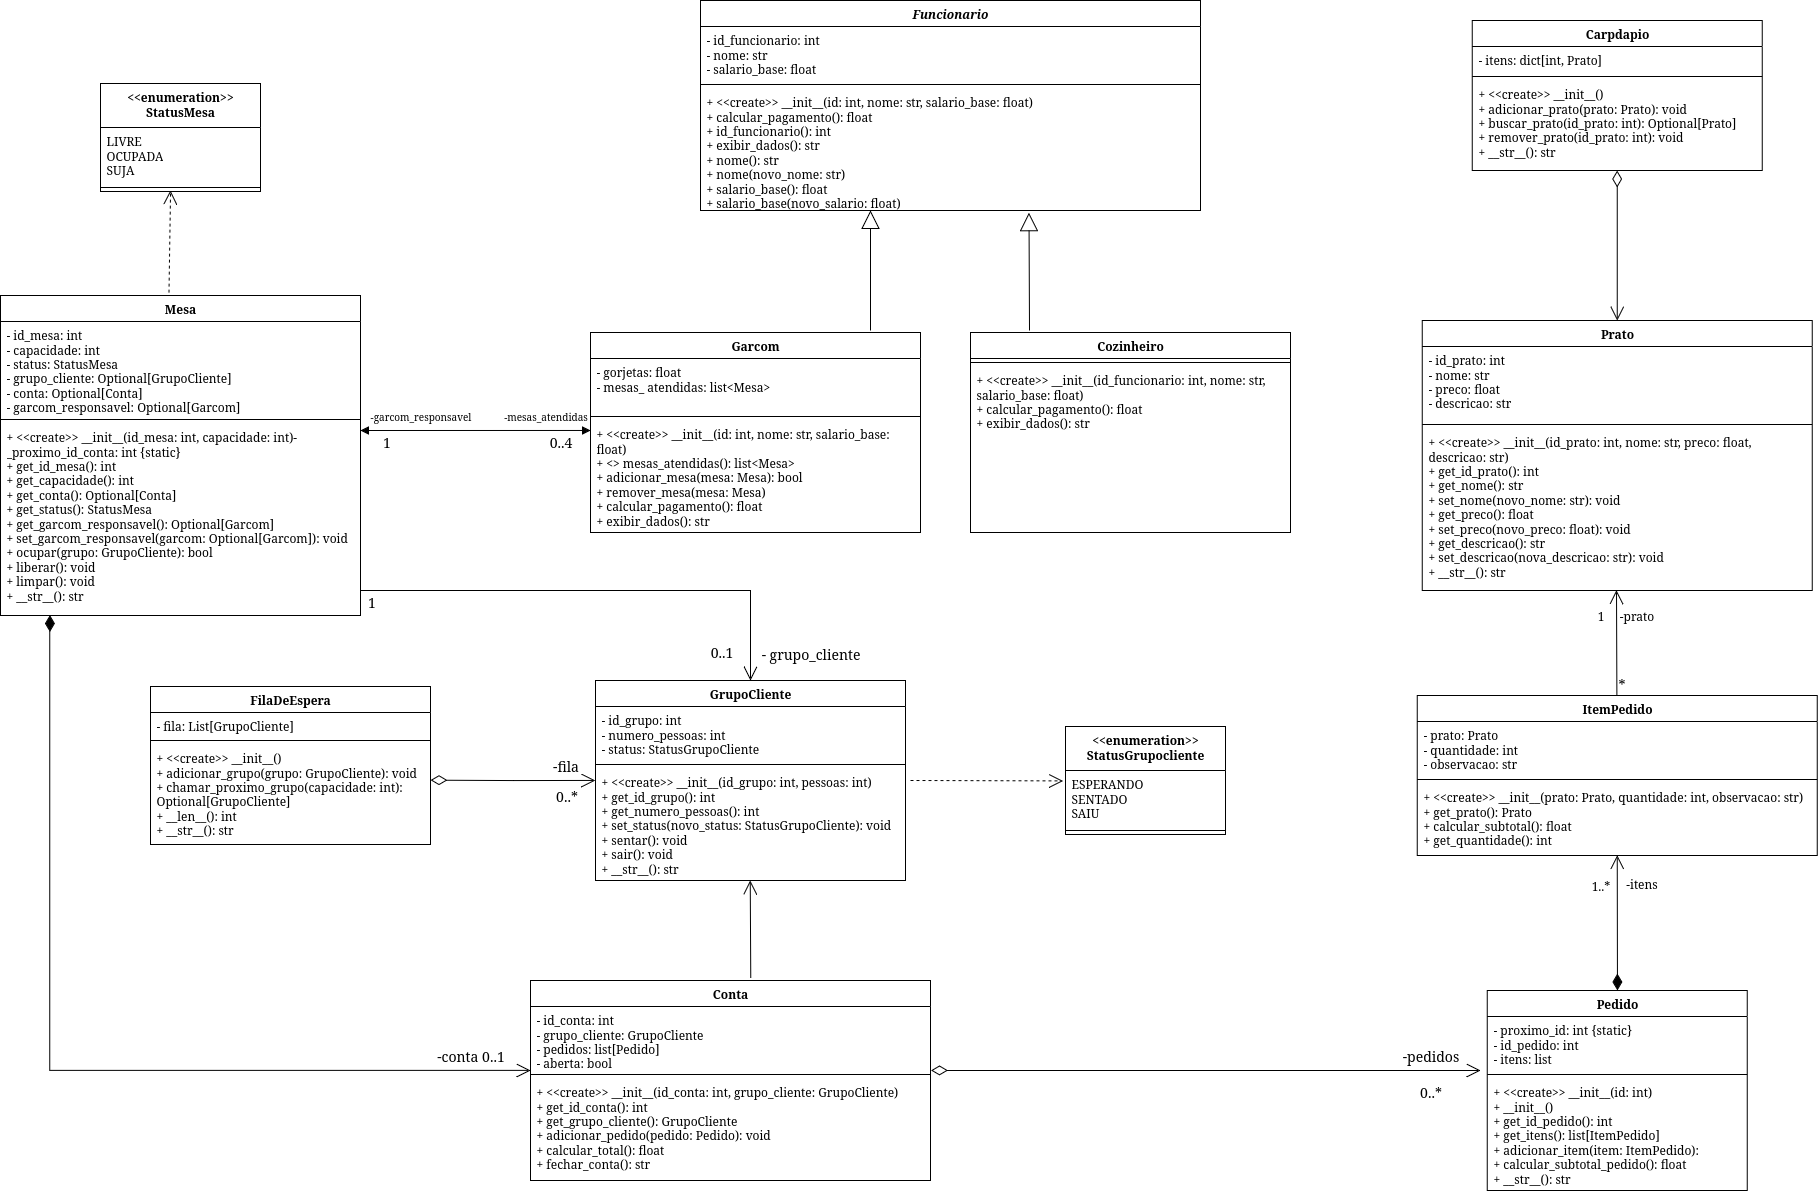 Funcionario
- id_funcionario: int
- nome: str
- salario_base: float
+ <<create>> __init__(id: int, nome: str, salario_base: float)
+ calcular_pagamento(): float
+ id_funcionario(): int
+ exibir_dados(): str
+ nome(): str
+ nome(novo_nome: str)
+ salario_base(): float
+ salario_base(novo_salario: float)
Carpdapio
- itens: dict[int, Prato]
+ <<create>> __init__()
+ adicionar_prato(prato: Prato): void
+ buscar_prato(id_prato: int): Optional[Prato]
+ remover_prato(id_prato: int): void
+ __str__(): str
<<enumeration>>
StatusMesa
LIVRE
OCUPADA
SUJA
Mesa
- id_mesa: int
- capacidade: int
- status: StatusMesa
- grupo_cliente: Optional[GrupoCliente]
- conta: Optional[Conta]
- garcom_responsavel: Optional[Garcom]
+ <<create>> __init__(id_mesa: int, capacidade: int)-
_proximo_id_conta: int {static}
+ get_id_mesa(): int
+ get_capacidade(): int
+ get_conta(): Optional[Conta]
+ get_status(): StatusMesa
+ get_garcom_responsavel(): Optional[Garcom]
+ set_garcom_responsavel(garcom: Optional[Garcom]): void
+ ocupar(grupo: GrupoCliente): bool
+ liberar(): void
+ limpar(): void
+ __str__(): str
-garcom_responsavel
-mesas_atendidas
1
0..4
Garcom
- gorjetas: float
- mesas_ atendidas: list<Mesa>
+ <<create>> __init__(id: int, nome: str, salario_base:
float)
+ <> mesas_atendidas(): list<Mesa>
+ adicionar_mesa(mesa: Mesa): bool
+ remover_mesa(mesa: Mesa)
+ calcular_pagamento(): float
+ exibir_dados(): str
Cozinheiro
+ <<create>> __init__(id_funcionario: int, nome: str,
salario_base: float)
+ calcular_pagamento(): float
+ exibir_dados(): str
Prato
- id_prato: int
- nome: str
- preco: float
- descricao: str
+ <<create>> __init__(id_prato: int, nome: str, preco: float,
descricao: str)
+ get_id_prato(): int
+ get_nome(): str
+ set_nome(novo_nome: str): void
+ get_preco(): float
+ set_preco(novo_preco: float): void
+ get_descricao(): str
+ set_descricao(nova_descricao: str): void
+ __str__(): str
1
0..1
- grupo_cliente
1
-prato
*
FilaDeEspera
- fila: List[GrupoCliente]
+ <<create>> __init__()
+ adicionar_grupo(grupo: GrupoCliente): void
+ chamar_proximo_grupo(capacidade: int):
Optional[GrupoCliente]
+ __len__(): int
+ __str__(): str
-fila
0..*
GrupoCliente
- id_grupo: int
- numero_pessoas: int
- status: StatusGrupoCliente
+ <<create>> __init__(id_grupo: int, pessoas: int)
+ get_id_grupo(): int
+ get_numero_pessoas(): int
+ set_status(novo_status: StatusGrupoCliente): void
+ sentar(): void
+ sair(): void
+ __str__(): str
<<enumeration>>
StatusGrupocliente
ESPERANDO
SENTADO
SAIU
ItemPedido
- prato: Prato
- quantidade: int
- observacao: str
+ <<create>> __init__(prato: Prato, quantidade: int, observacao: str)
+ get_prato(): Prato
+ calcular_subtotal(): float
+ get_quantidade(): int
1..*
-itens
-conta 0..1
Conta
- id_conta: int
- grupo_cliente: GrupoCliente
- pedidos: list[Pedido]
- aberta: bool
+ <<create>> __init__(id_conta: int, grupo_cliente: GrupoCliente)
+ get_id_conta(): int
+ get_grupo_cliente(): GrupoCliente
+ adicionar_pedido(pedido: Pedido): void
+ calcular_total(): float
+ fechar_conta(): str
-pedidos
0..*
Pedido
- proximo_id: int {static}
- id_pedido: int
- itens: list
+ <<create>> __init__(id: int)
+ __init__()
+ get_id_pedido(): int
+ get_itens(): list[ItemPedido]
+ adicionar_item(item: ItemPedido):
+ calcular_subtotal_pedido(): float
+ __str__(): str